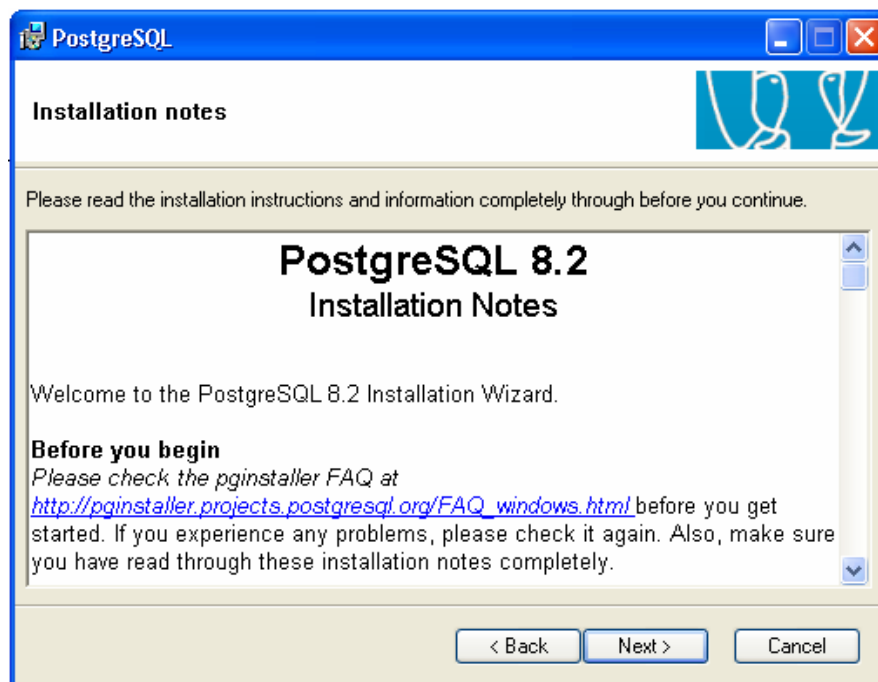 PostgreSQL
Installation notes
Please read the installation instructions and information completely through before you continue.
PostgreSQL 8.2
Installation Notes
Welcome to the PostgreSQL 8.2 Installation Wizard.
Before you begin
Please check the pginstaller FAQ at
http://pginstaller.projects.postgresql.org/FAQ_windows.html before you get
started. If you experience any problems, please check it again. Also, make sure
you have read through these installation notes completely.
< Back Next > Cancel